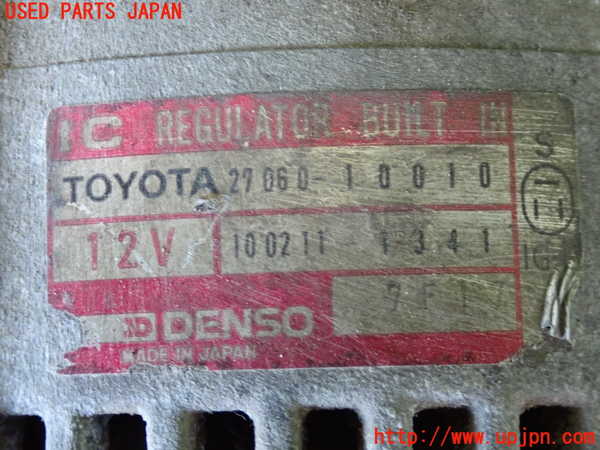 USED PARTS JAPAN
IC REGULATOR BUILT IN
TOYOTA 27060-10010
S
12V 100211-1341
IG
DENSO
MADE IN JAPAN
http://www.upjpn.com